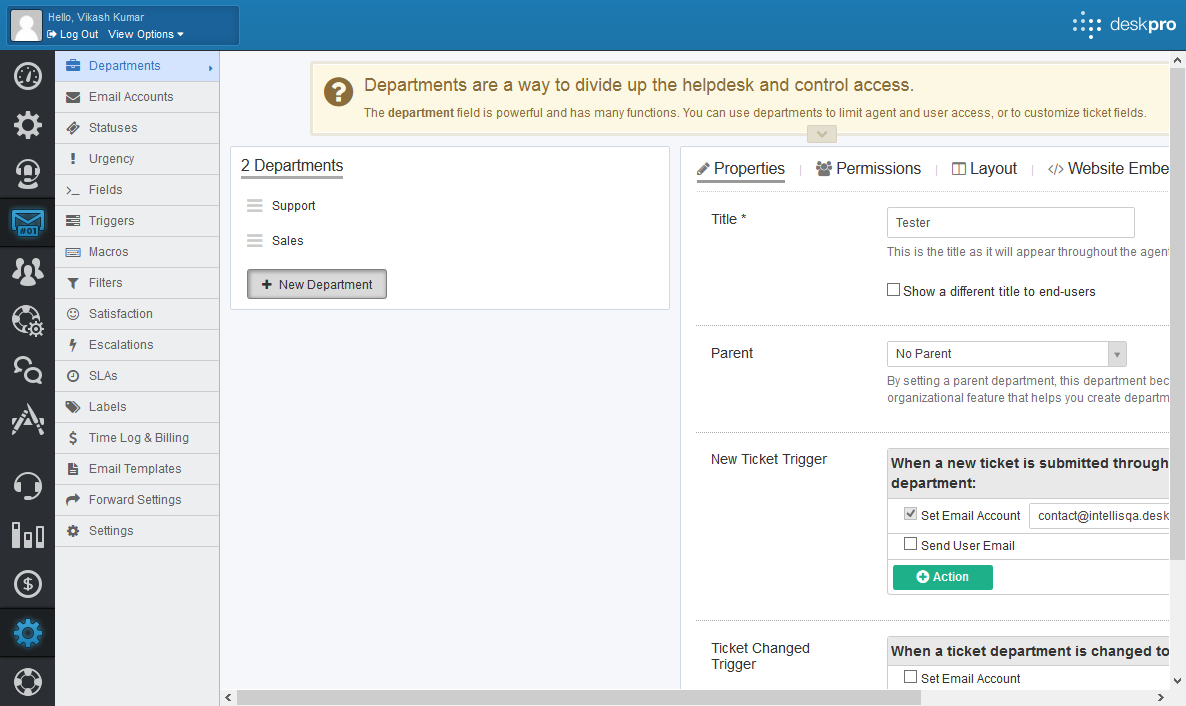 Hello, Vikash Kumar
Log Out View Options
deskpro
#01
Departments
Email Accounts
Statuses
Urgency
Fields
Triggers
Macros
Filters
Satisfaction
Escalations
SLAs
Labels
Time Log & Billing
Email Templates
Forward Settings
Settings
Departments are a way to divide up the helpdesk and control access.
The department field is powerful and has many functions. You can use departments to limit agent and user access, or to customize ticket fields.
2 Departments
Support
Sales
+ New Department
Properties | Permissions | Layout | </> Website Embe
Title *
Tester
This is the title as it will appear throughout the agen
Show a different title to end-users
Parent
No Parent
By setting a parent department, this department bec
organizational feature that helps you create departm
New Ticket Trigger
When a new ticket is submitted through
department:
Set Email Account contact@intellisqa.desk
Send User Email
Action
Ticket Changed
Trigger
When a ticket department is changed to
Set Email Account